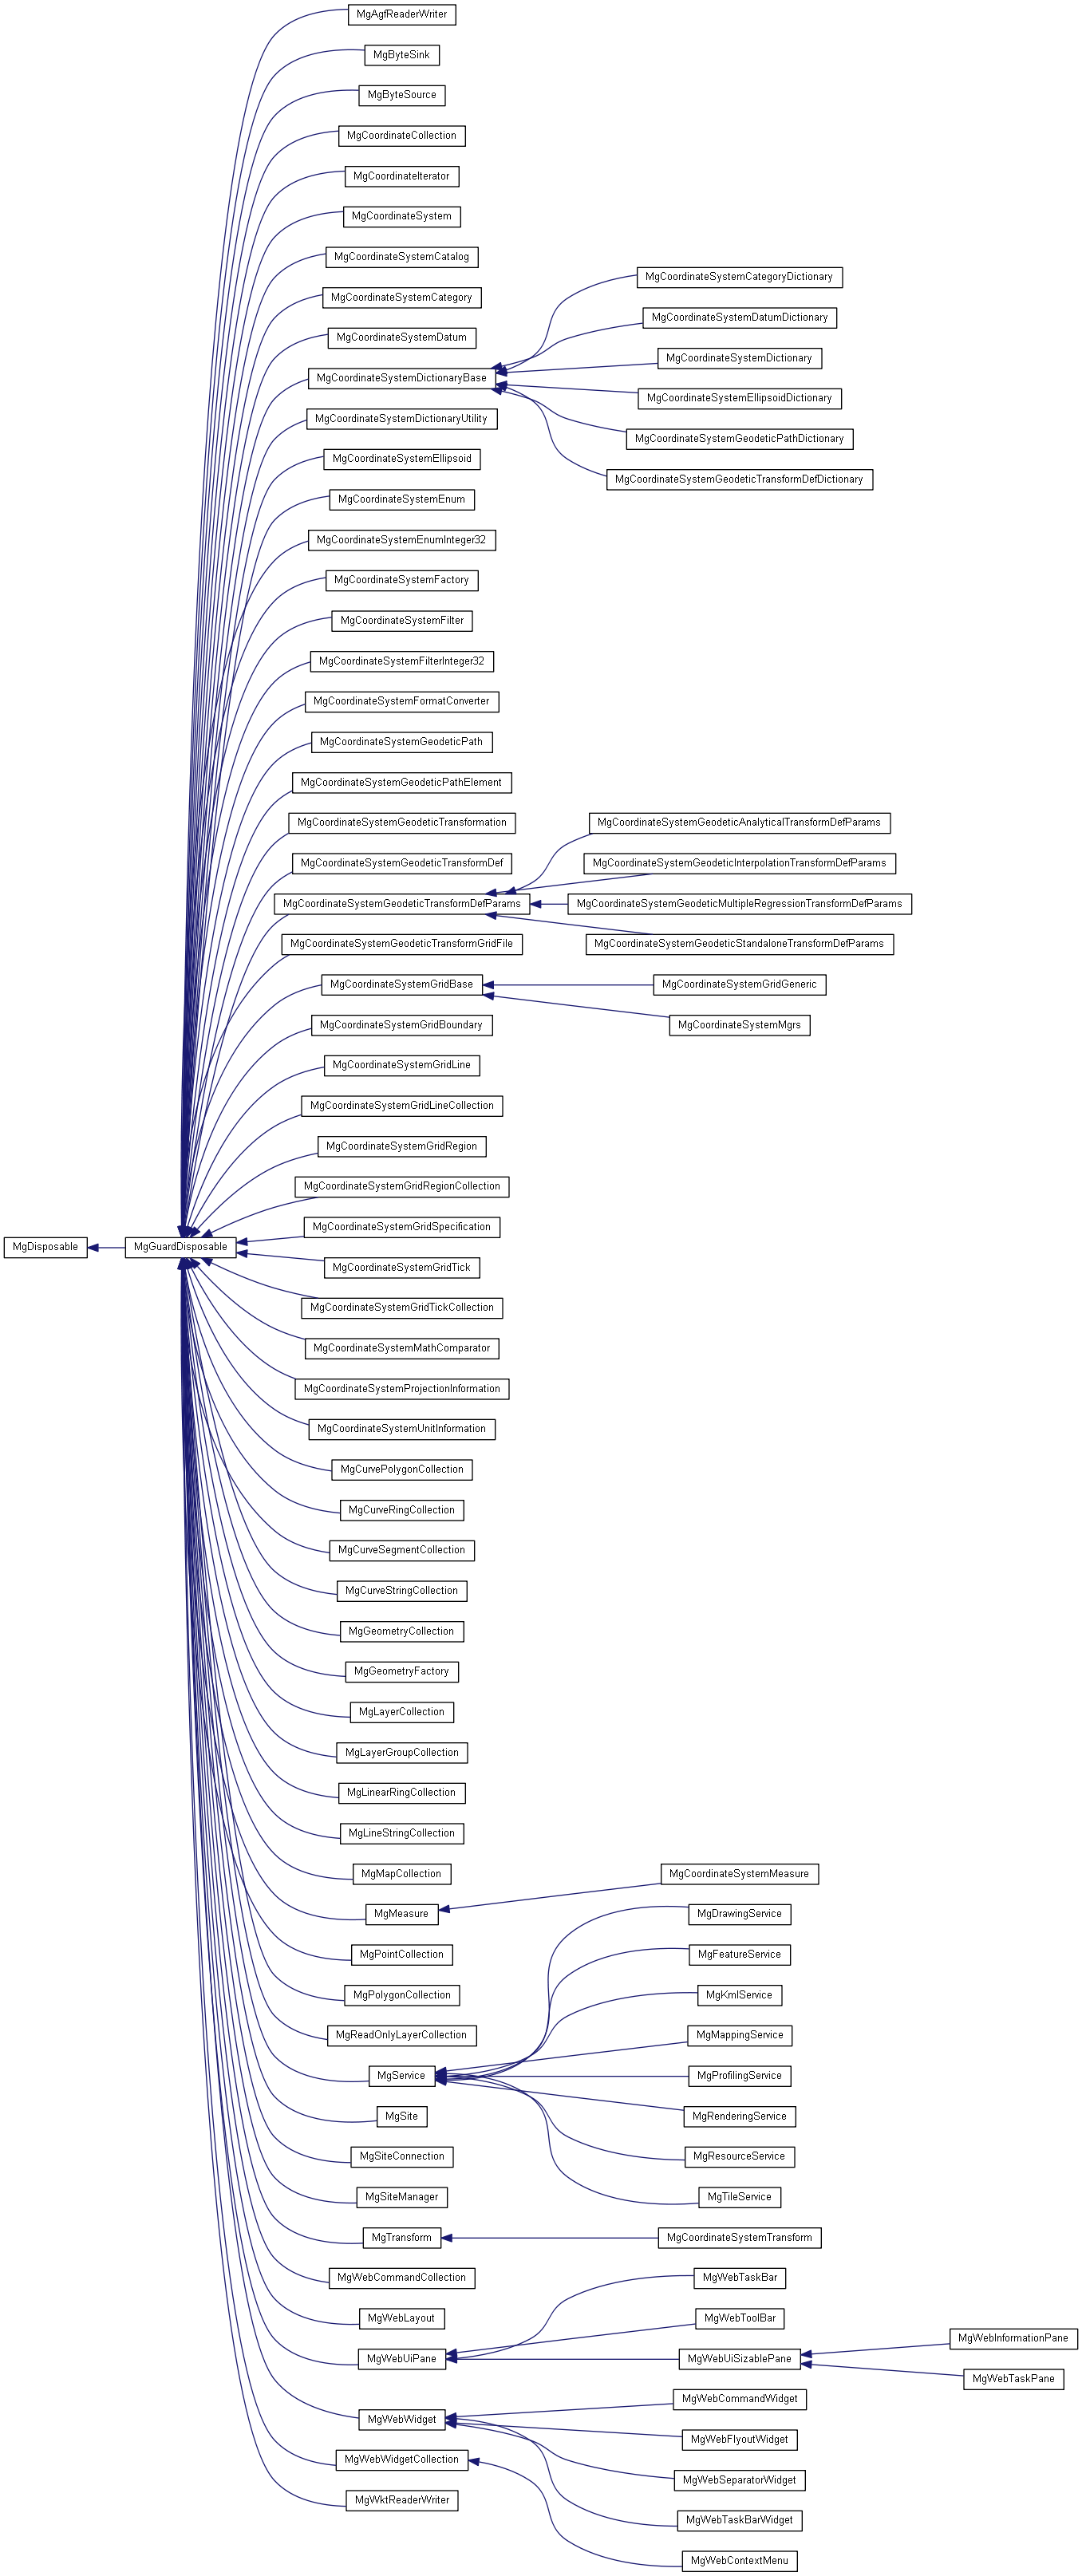 MgAgfReaderWriter
MgByteSink
MgByteSource
MgCoordinateCollection
MgCoordinateIterator
MgCoordinateSystem
MgCoordinateSystemCatalog
MgCoordinateSystemCategoryDictionary
MgCoordinateSystemCategory
MgCoordinateSystemDatumDictionary
MgCoordinateSystemDatum
MgCoordinateSystemDictionary
MgCoordinateSystemDictionaryBase
MgCoordinateSystemEllipsoidDictionary
MgCoordinateSystemDictionaryUtility
MgCoordinateSystemGeodeticPathDictionary
MgCoordinateSystemEllipsoid
MgCoordinateSystemGeodeticTransformDefDictionary
MgCoordinateSystemEnum
MgCoordinateSystemEnumInteger32
MgCoordinateSystemFactory
MgCoordinateSystemFilter
MgCoordinateSystemFilterInteger32
MgCoordinateSystemFormatConverter
MgCoordinateSystemGeodeticPath
MgCoordinateSystemGeodeticPathElement
MgCoordinateSystemGeodeticTransformation
MgCoordinateSystemGeodeticAnalyticalTransformDefParams
MgCoordinateSystemGeodeticTransformDef
MgCoordinateSystemGeodeticInterpolationTransformDefParams
MgCoordinateSystemGeodeticTransformDefParams
MgCoordinateSystemGeodeticMultipleRegressionTransformDefParams
MgCoordinateSystemGeodeticTransformGridFile
MgCoordinateSystemGeodeticStandaloneTransformDefParams
MgCoordinateSystemGridBase
MgCoordinateSystemGridGeneric
MgCoordinateSystemGridBoundary
MgCoordinateSystemMgrs
MgCoordinateSystemGridLine
MgCoordinateSystemGridLineCollection
MgCoordinateSystemGridRegion
MgCoordinateSystemGridRegionCollection
MgCoordinateSystemGridSpecification
MgDisposable
MgGuardDisposable
MgCoordinateSystemGridTick
MgCoordinateSystemGridTickCollection
MgCoordinateSystemMathComparator
MgCoordinateSystemProjectionInformation
MgCoordinateSystemUnitInformation
MgCurvePolygonCollection
MgCurveRingCollection
MgCurveSegmentCollection
MgCurveStringCollection
MgGeometryCollection
MgGeometryFactory
MgLayerCollection
MgLayerGroupCollection
MgLinearRingCollection
MgLineStringCollection
MgMapCollection
MgCoordinateSystemMeasure
MgMeasure
MgDrawingService
MgPointCollection
MgFeatureService
MgPolygonCollection
MgKmlService
MgReadOnlyLayerCollection
MgMappingService
MgService
MgProfilingService
MgSite
MgRenderingService
MgSiteConnection
MgResourceService
MgSiteManager
MgTileService
MgTransform
MgCoordinateSystemTransform
MgWebCommandCollection
MgWebTaskBar
MgWebLayout
MgWebToolBar
MgWebInformationPane
MgWebUiPane
MgWebUiSizablePane
MgWebTaskPane
MgWebCommandWidget
MgWebWidget
MgWebFlyoutWidget
MgWebWidgetCollection
MgWebSeparatorWidget
MgWktReaderWriter
MgWebTaskBarWidget
MgWebContextMenu